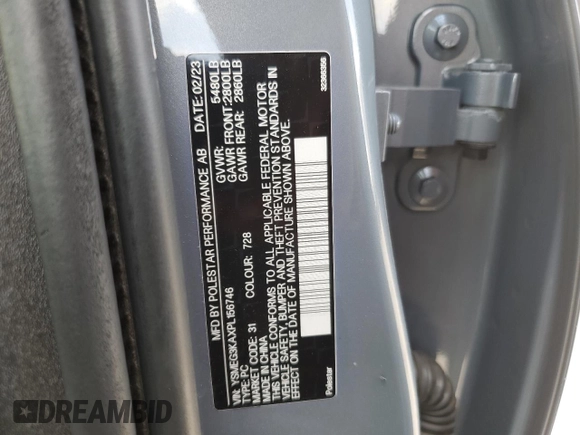 MFD BY POLESTAR PERFORMANCE AB DATE: 02/23
GVWR: 5480LB
GAWR FRONT: 2800LB
GAWR REAR: 2860LB
VIN: YSMEG3KAXPL156746
TYPE: PC
MARKET CODE: 31 COLOUR: 728
MADE IN CHINA
THIS VEHICLE CONFORMS TO ALL APPLICABLE FEDERAL MOTOR
VEHICLE SAFETY, BUMPER AND THEFT PREVENTION STANDARDS IN
EFFECT ON THE DATE OF MANUFACTURE SHOWN ABOVE.
Polestar 32366356
DREAMBID